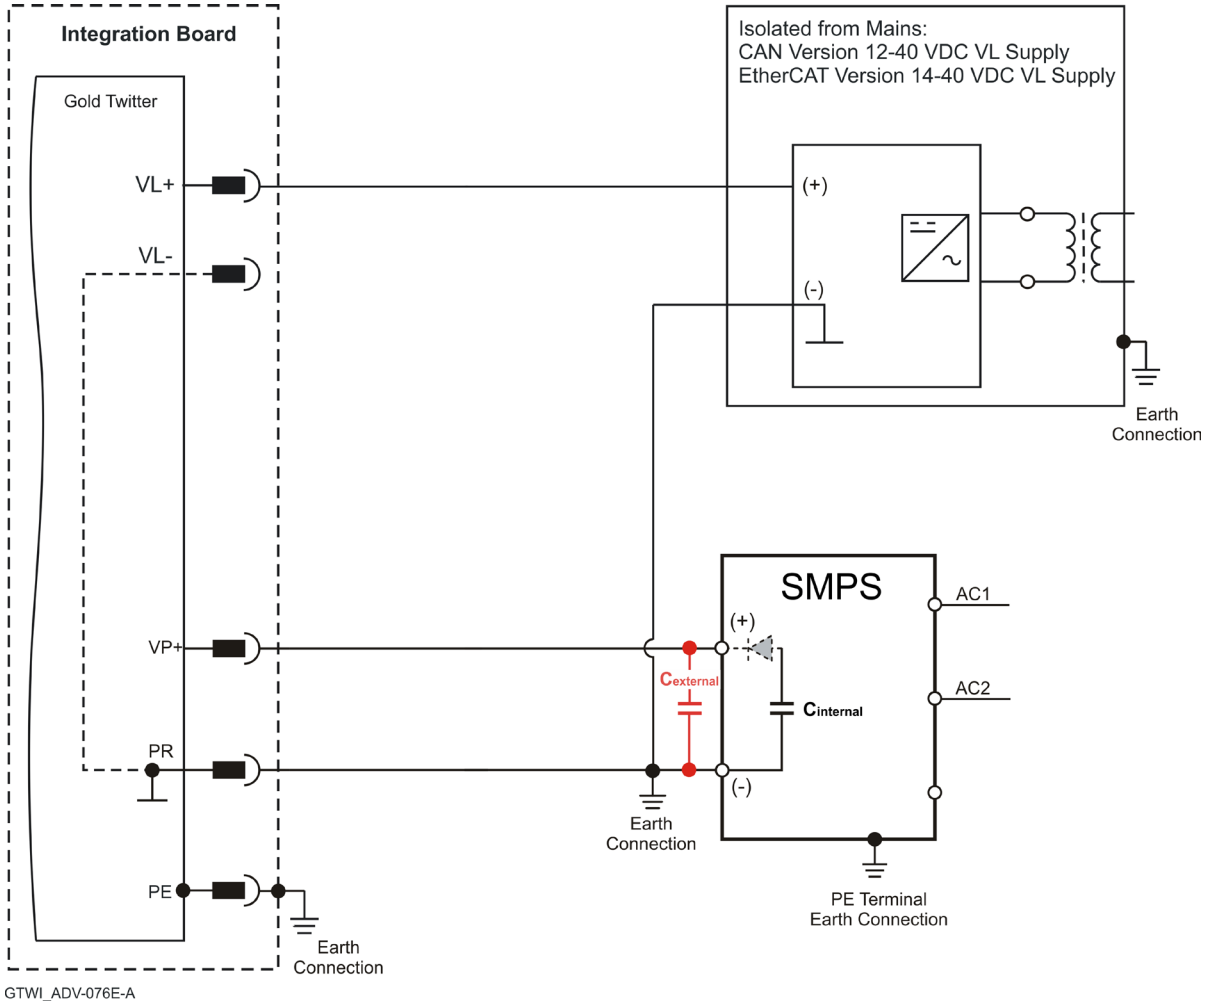 Integration Board
Gold Twitter
VL+
VL-
VP+
PR
PE
Earth
Connection
GTWI_ADV-076E-A
Isolated from Mains:
CAN Version 12-40 VDC VL Supply
EtherCAT Version 14-40 VDC VL Supply
(+)
(-)
Earth
Connection
SMPS
(+)
Cexternal
Cinternal
(-)
AC1
AC2
Earth
Connection
PE Terminal
Earth Connection